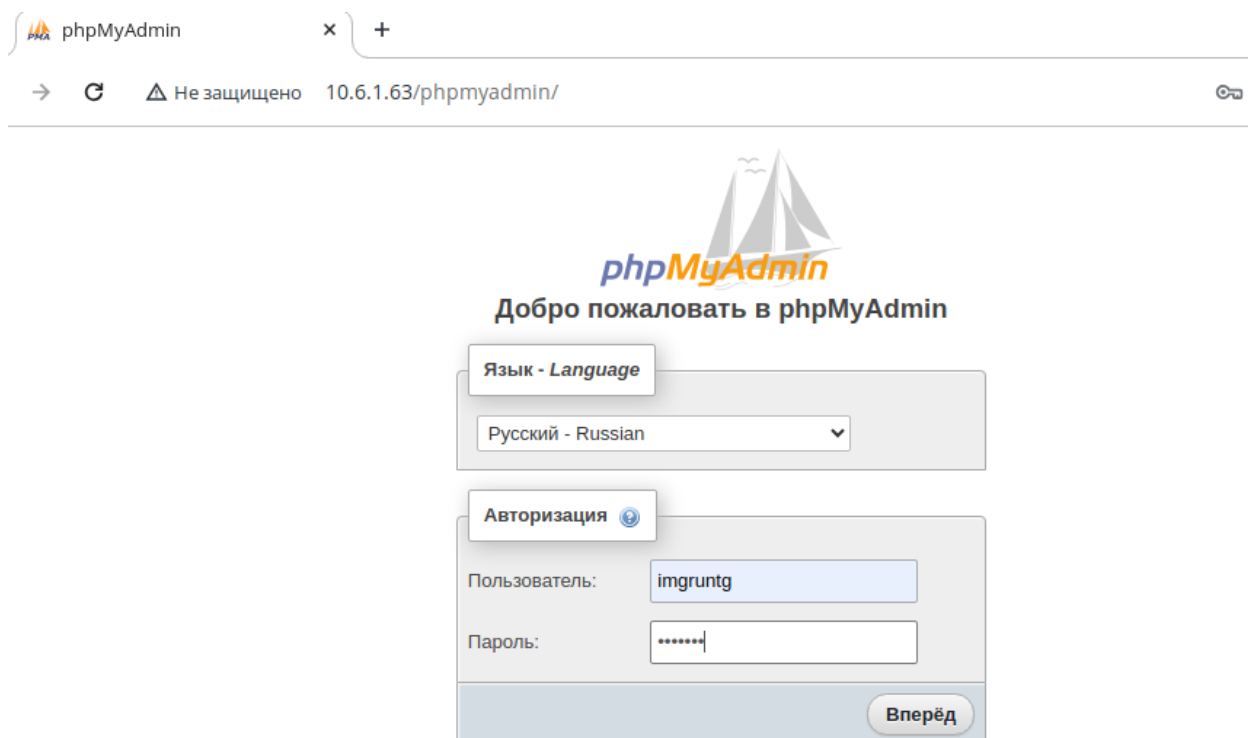 PMA phpMyAdmin
Не защищено 10.6.1.63/phpmyadmin/
phpMyAdmin
Добро пожаловать в phpMyAdmin
Язык - Language
Русский - Russian
Авторизация
Пользователь: imgruntg
Пароль: •••••••
Вперёд